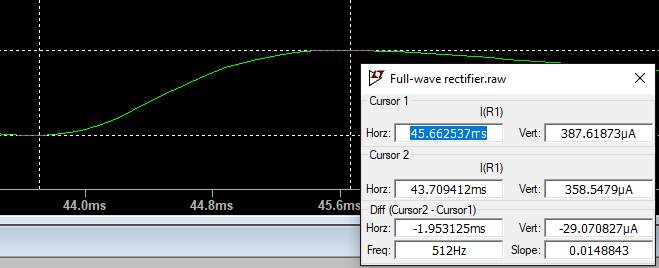 Full-wave rectifier.raw
Cursor 1
I(R1)
Horz: 45.662537ms Vert: 387.61873µA
Cursor 2
I(R1)
Horz: 43.709412ms Vert: 358.5479µA
Diff (Cursor2 - Cursor1)
Horz: -1.953125ms Vert: -29.070827µA
Freq: 512Hz Slope: 0.0148843
44.0ms 44.8ms 45.6ms